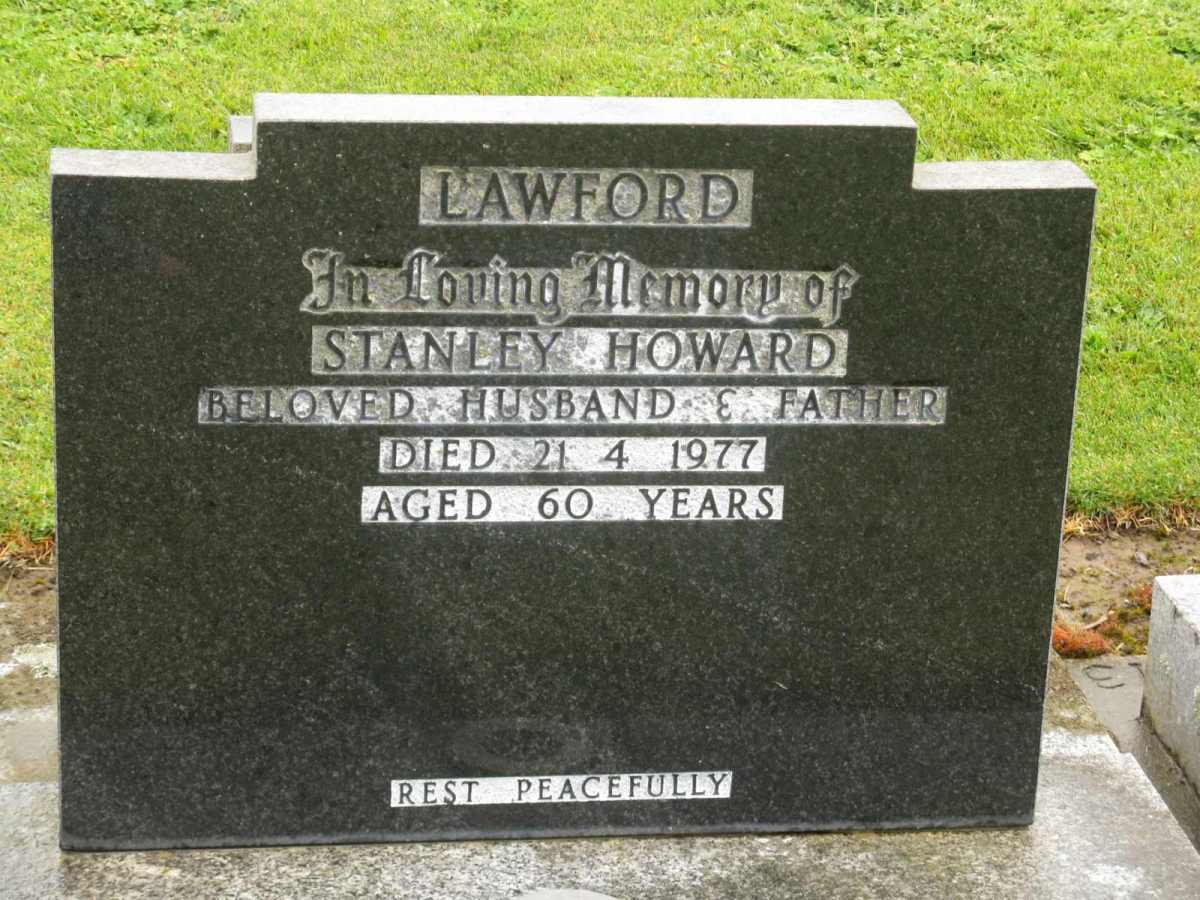 LAWFORD
In Loving Memory of
STANLEY HOWARD
BELOVED HUSBAND & FATHER
DIED 21 4 1977
AGED 60 YEARS
REST PEACEFULLY